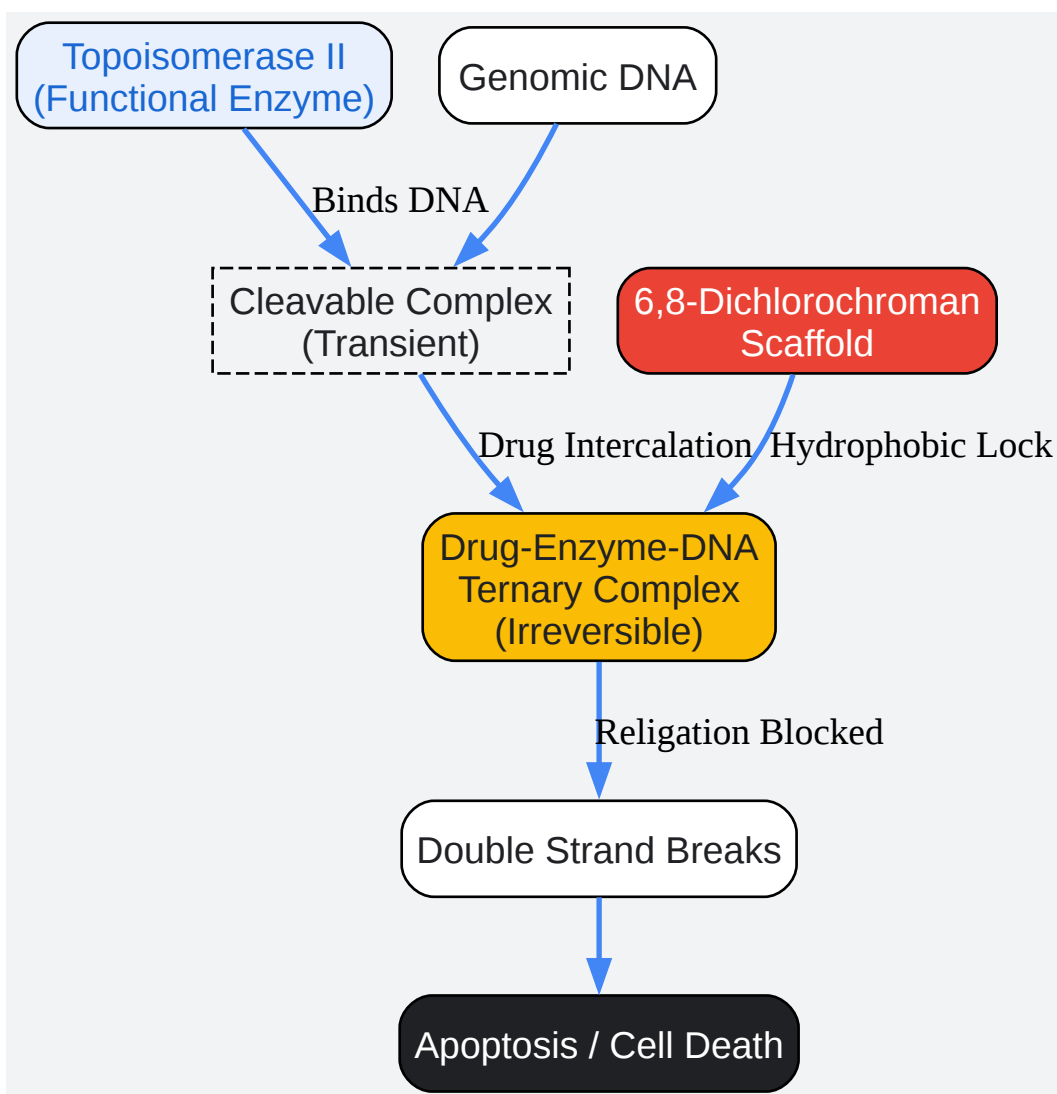 Topoisomerase II
(Functional Enzyme)
Genomic DNA
Binds DNA
Cleavable Complex
(Transient)
6,8-Dichlorochroman
Scaffold
Drug Intercalation
Hydrophobic Lock
Drug-Enzyme-DNA
Ternary Complex
(Irreversible)
Religation Blocked
Double Strand Breaks
Apoptosis / Cell Death